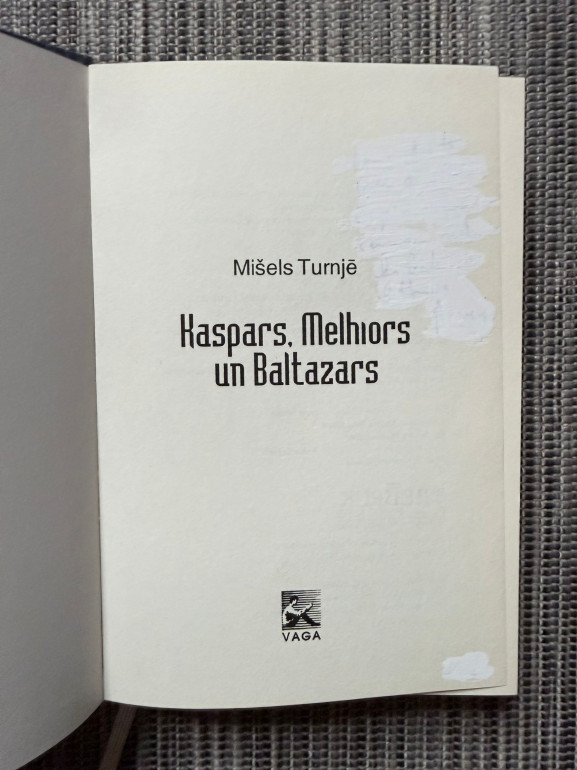 Mišels Turnjē
Kaspars, Melhiors
un Baltazars
VAGA